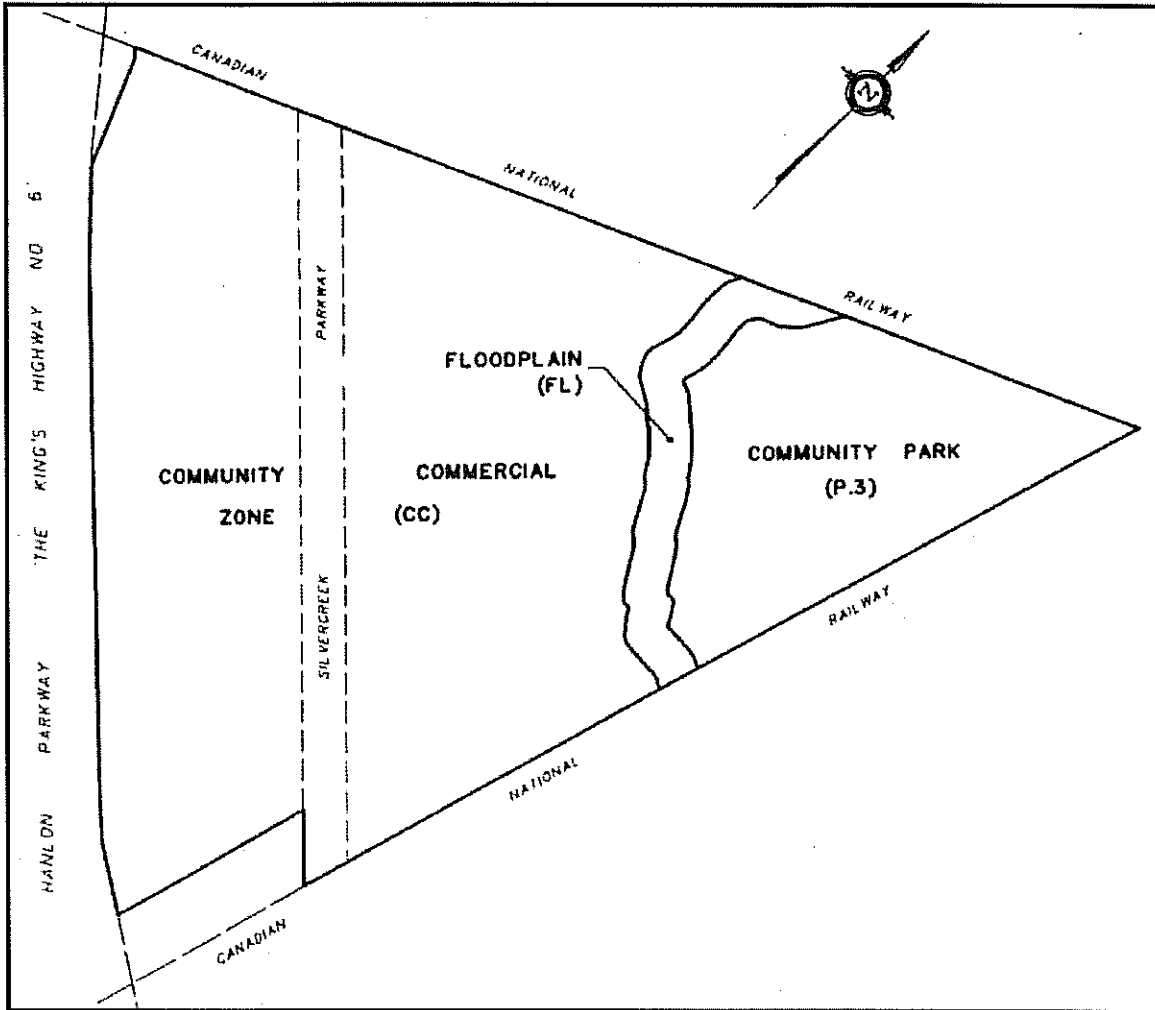 CANADIAN
NATIONAL
RAILWAY
N
HANLON PARKWAY THE KING'S HIGHWAY NO 6
PARKWAY
SILVERCREEK
FLOODPLAIN
(FL)
COMMUNITY COMMERCIAL
ZONE (CC)
COMMUNITY PARK
(P.3)
RAILWAY
NATIONAL
CANADIAN